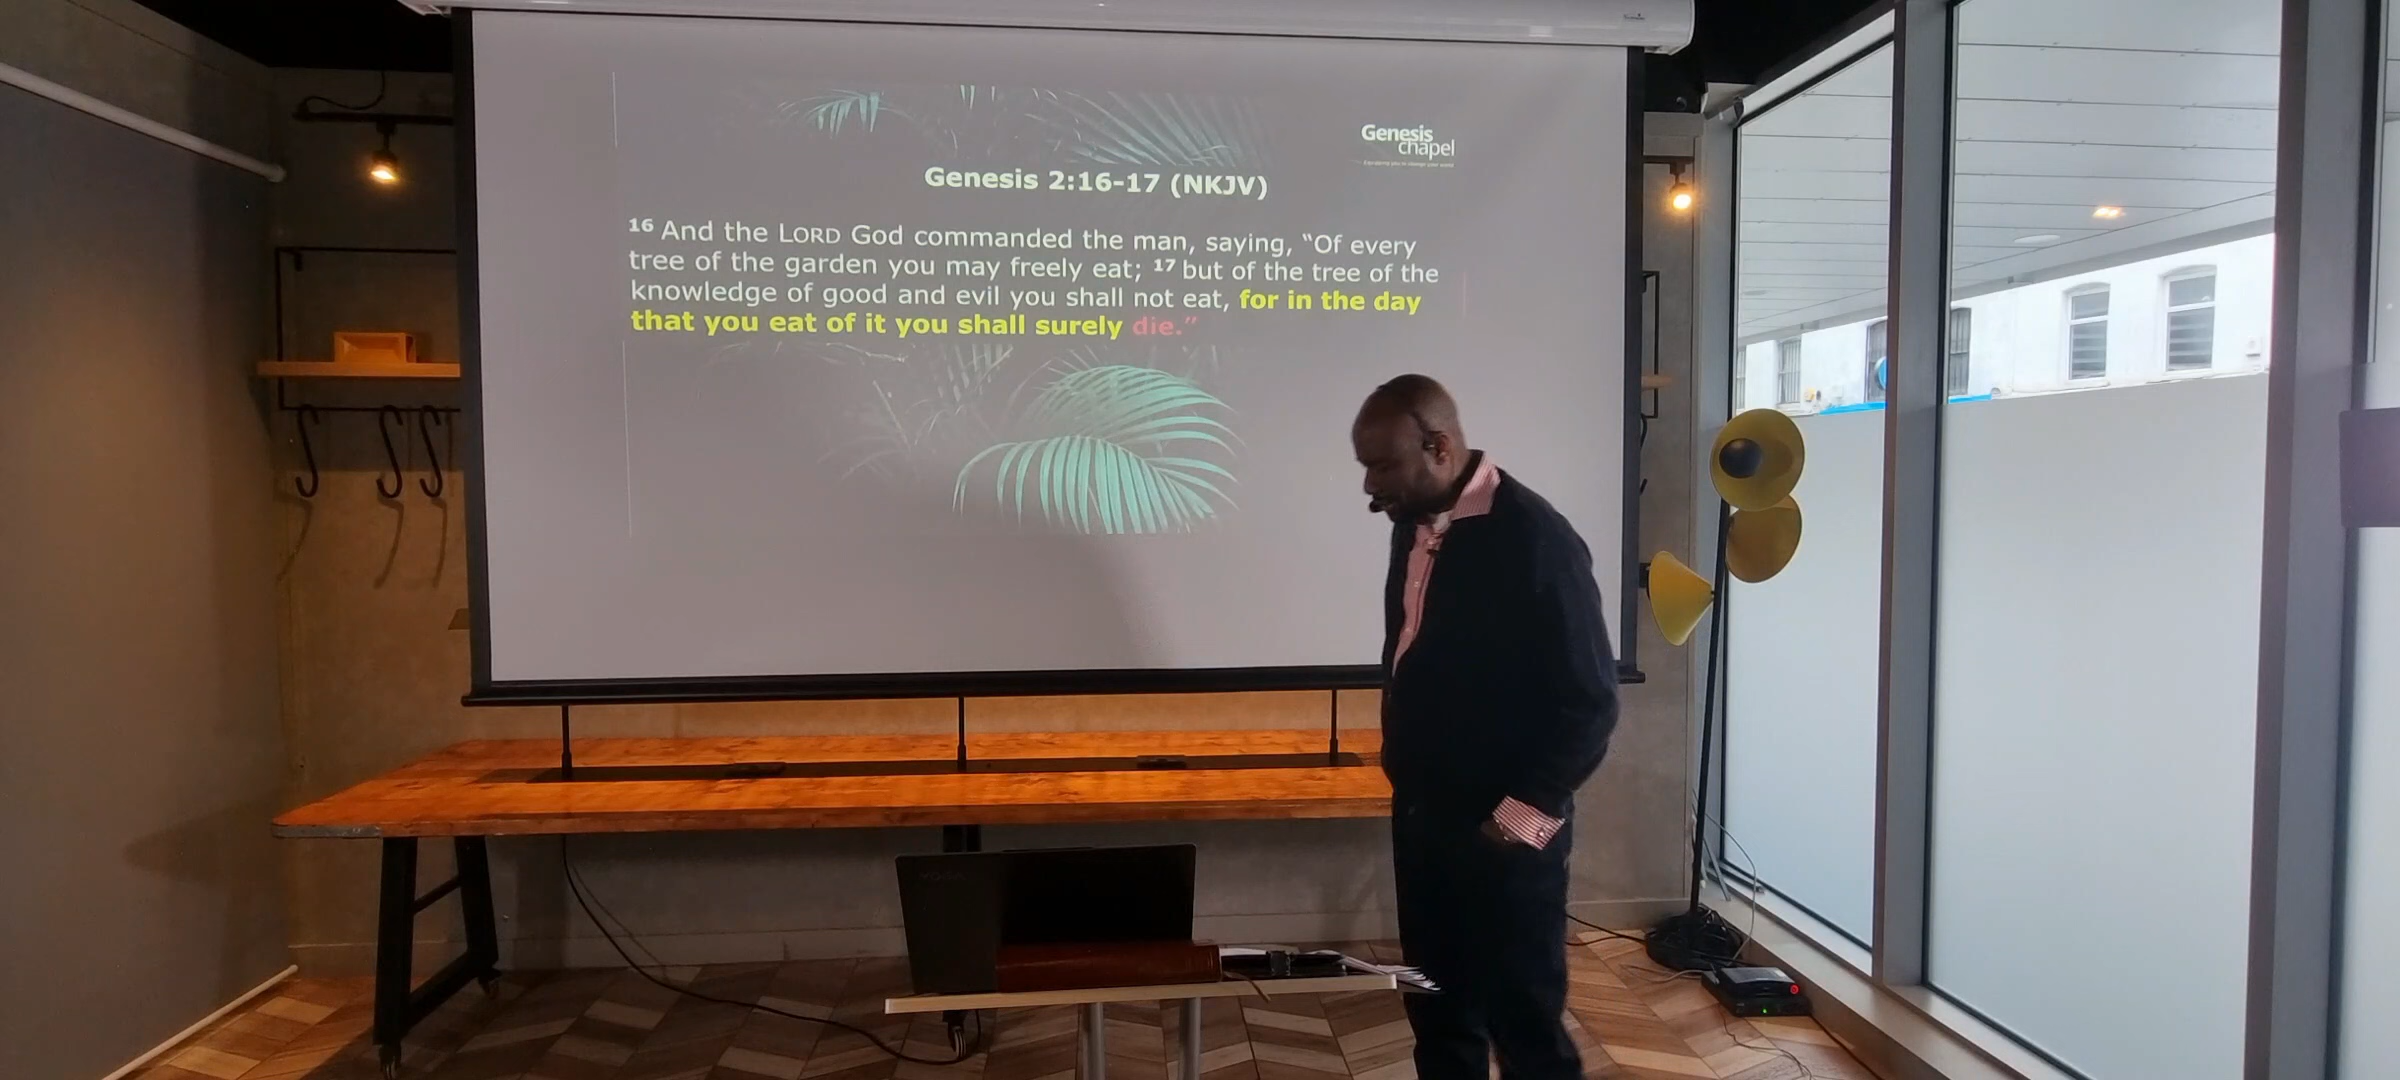 Genesis
chapel
Genesis 2:16-17 (NKJV)
16 And the LORD God commanded the man, saying, “Of every
tree of the garden you may freely eat; 17 but of the tree of the
knowledge of good and evil you shall not eat, for in the day
that you eat of it you shall surely die.”